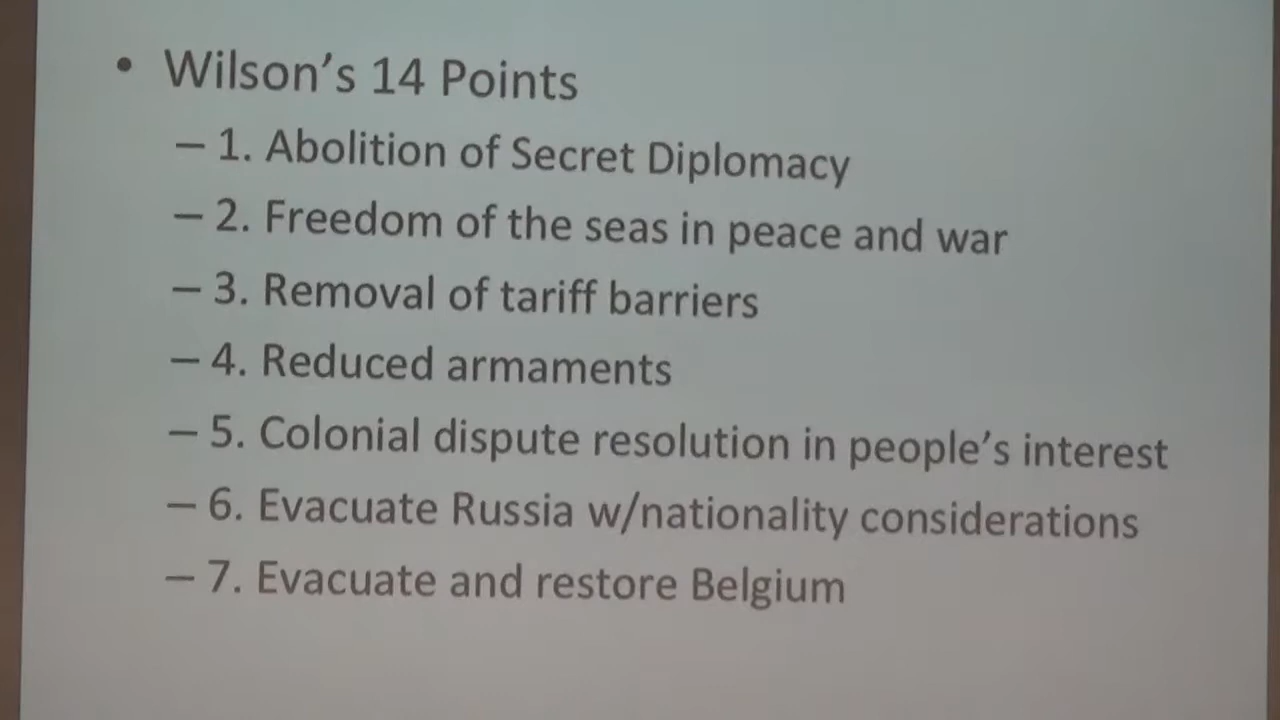 • Wilson's 14 Points
– 1. Abolition of Secret Diplomacy
– 2. Freedom of the seas in peace and war
– 3. Removal of tariff barriers
– 4. Reduced armaments
– 5. Colonial dispute resolution in people's interest
– 6. Evacuate Russia w/nationality considerations
– 7. Evacuate and restore Belgium